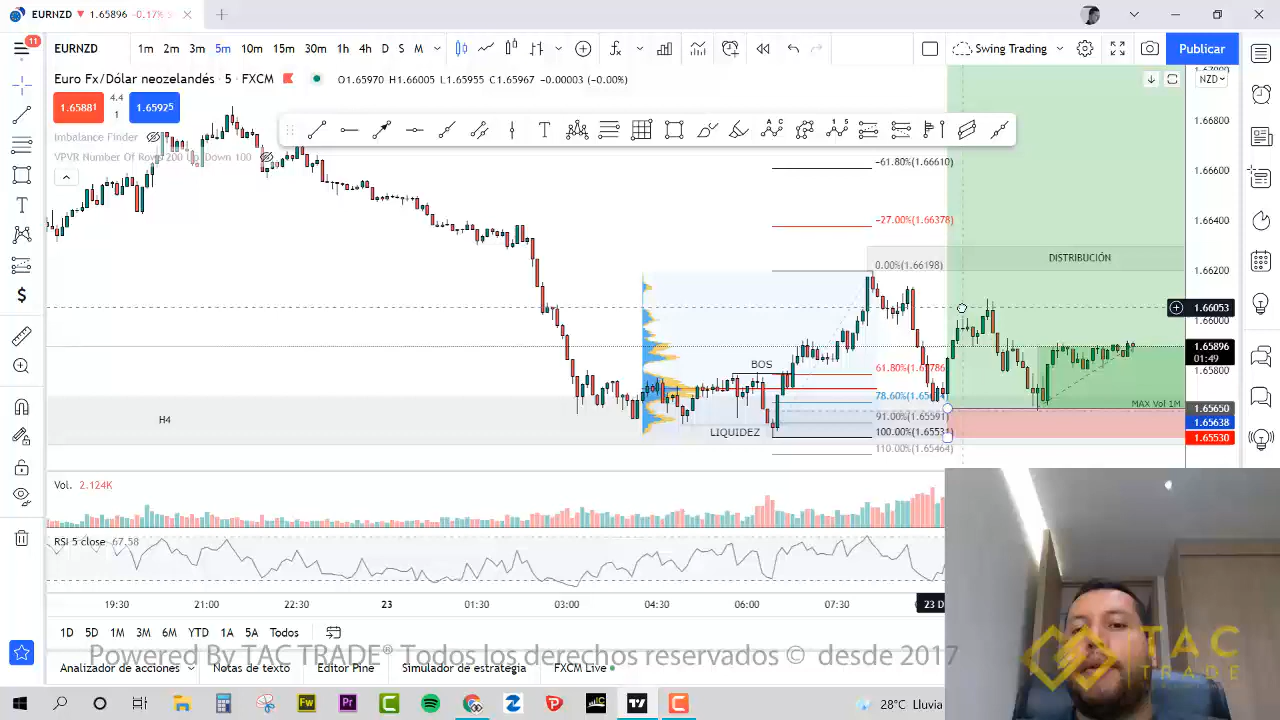 EURNZD ▼ 1.65896 -0.17% S
EURNZD 1m 2m 3m 5m 10m 15m 30m 1h 4h D S M Swing Trading Publicar
11
Euro Fx/Dólar neozelandés · 5 · FXCM O1.65970 H1.66005 L1.65955 C1.65967 -0.00003 (-0.00%)
NZD
1.65881 4.4 1.65925
1
Imbalance Finder
VPVR Number Of Rows 200 Up/Down 100
1.66800
1.66600
1.66400
1.66200
1.66053
1.66000
1.65896
01:49
1.65800
1.65650
1.65638
1.65530
-61.80%(1.66610)
-27.00%(1.66378)
DISTRIBUCIÓN
0.00%(1.66198)
BOS
61.80%(1.65786
78.60%(1.65
MAX Vol 1M
91.00%(1.65591)
H4
LIQUIDEZ
100.00%(1.65531)
110.00%(1.65464)
Vol. 2.124K
RSI 5 close 67.58
19:30 21:00 22:30 23 01:30 03:00 04:30 06:00 07:30 23 D
1D 5D 1M 3M 6M YTD 1A 5A Todos
Powered By TAC TRADE® Todos los derechos reservados © desde 2017
Analizador de acciones Notas de texto Editor Pine Simulador de estrategia FXCM Live
TAC
TRADE
28°C Lluvia